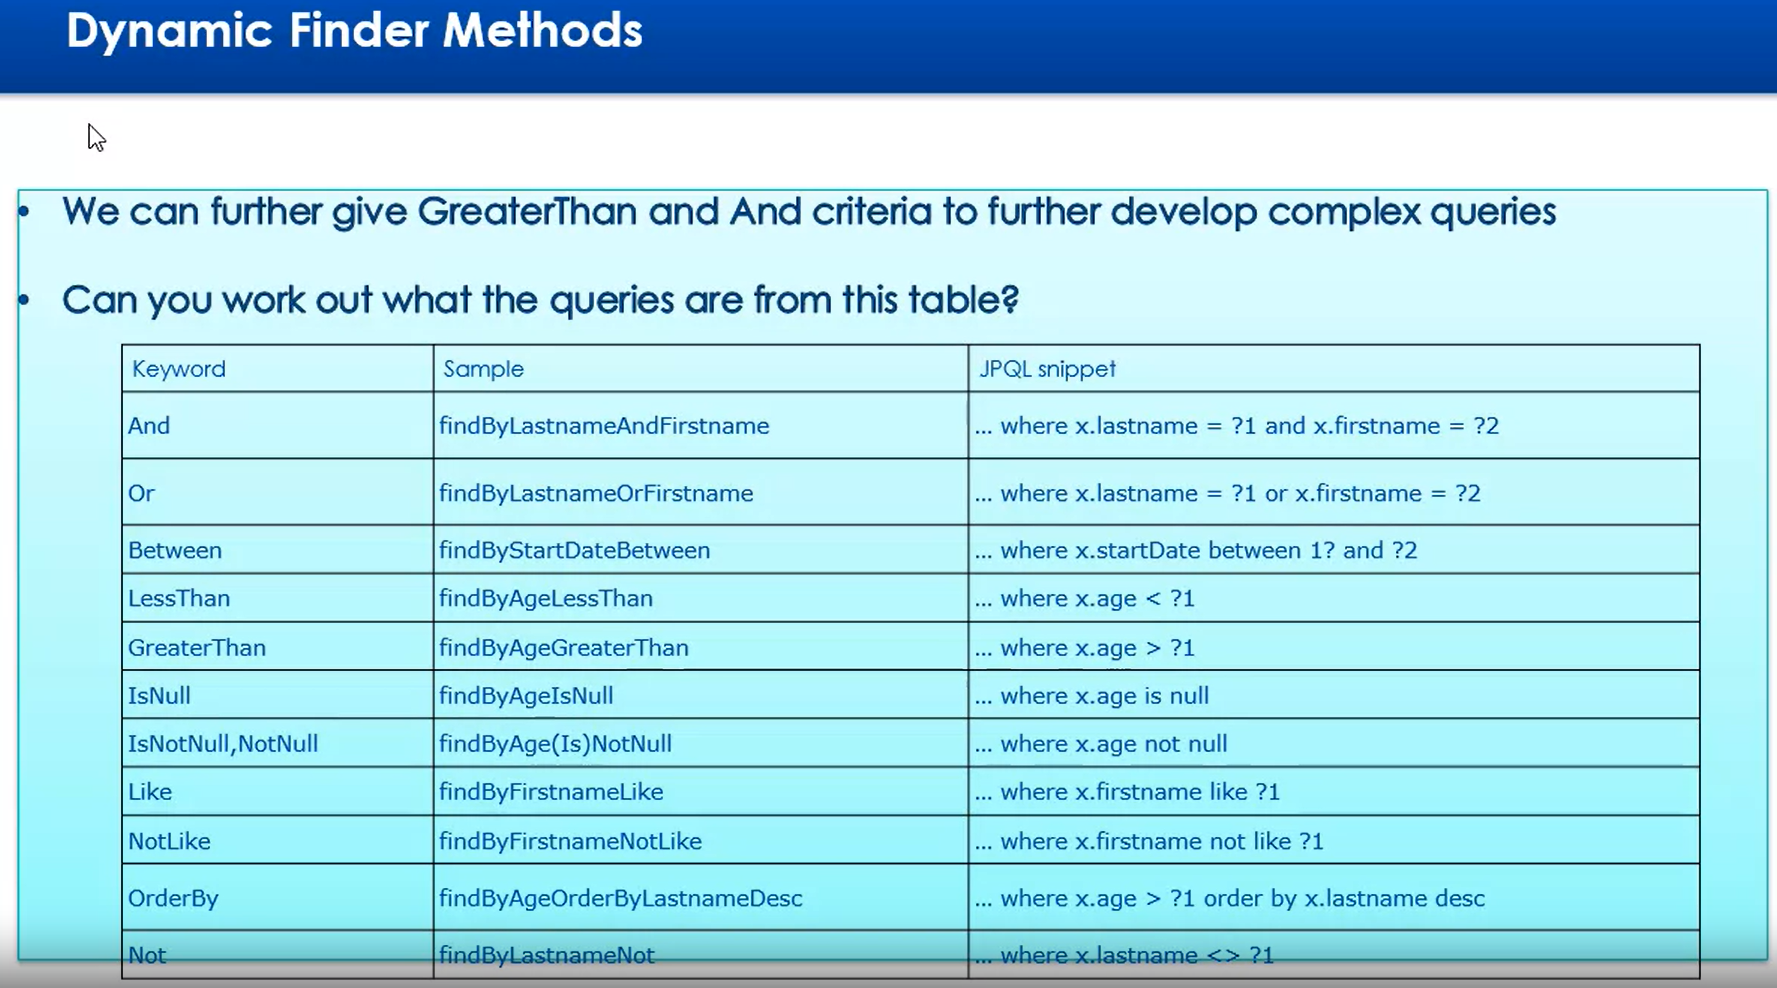 Dynamic Finder Methods
• We can further give GreaterThan and And criteria to further develop complex queries
• Can you work out what the queries are from this table?
Keyword Sample JPQL snippet
And findByLastnameAndFirstname ... where x.lastname = ?1 and x.firstname = ?2
Or findByLastnameOrFirstname ... where x.lastname = ?1 or x.firstname = ?2
Between findByStartDateBetween ... where x.startDate between 1? and ?2
LessThan findByAgeLessThan ... where x.age < ?1
GreaterThan findByAgeGreaterThan ... where x.age > ?1
IsNull findByAgeIsNull ... where x.age is null
IsNotNull,NotNull findByAge(Is)NotNull ... where x.age not null
Like findByFirstnameLike ... where x.firstname like ?1
NotLike findByFirstnameNotLike ... where x.firstname not like ?1
OrderBy findByAgeOrderByLastnameDesc ... where x.age > ?1 order by x.lastname desc
Not findByLastnameNot ... where x.lastname <> ?1